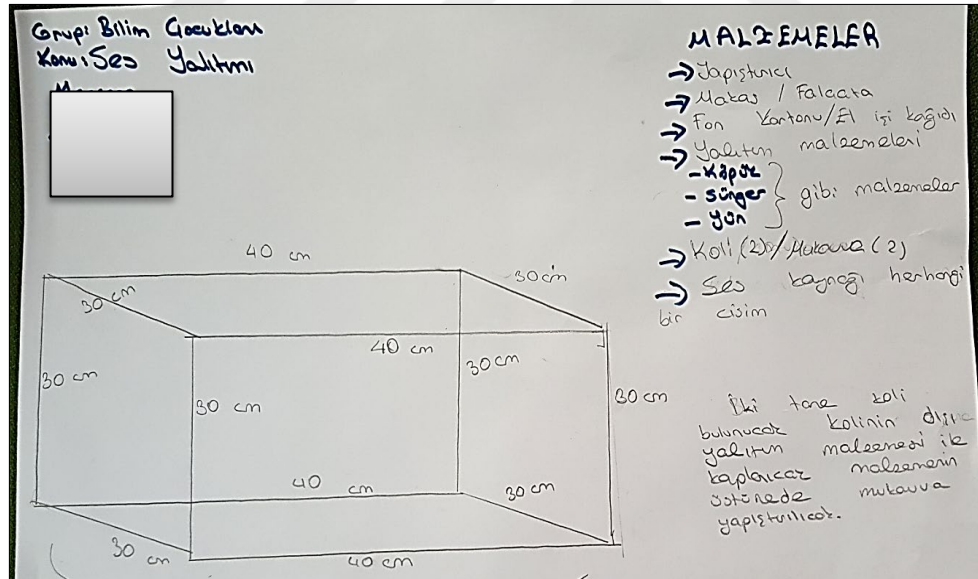 Grup: Bilim Çocukları
Konu: Ses Yalıtımı
MALZEMELER
→ Yapıştırıcı
→ Makas / Falçata
→ Fon Kartonu/El işi kağıdı
→ Yalıtım malzemeleri
- Köpük
- sünger
- yün
gibi malzemeler
→ Koli (2) / Mukavva (2)
→ Ses kaynağı herhangi
bir cisim
40 cm
30 cm
30 cm
40 cm
30 cm
30 cm
30 cm
30 cm
40 cm
30 cm
30 cm
40 cm
İki tane koli
bulunucak kolinin dışı
yalıtım malzemesi ile
kaplanıcak malzemenin
üstünede mukavva
yapıştırılıcak.